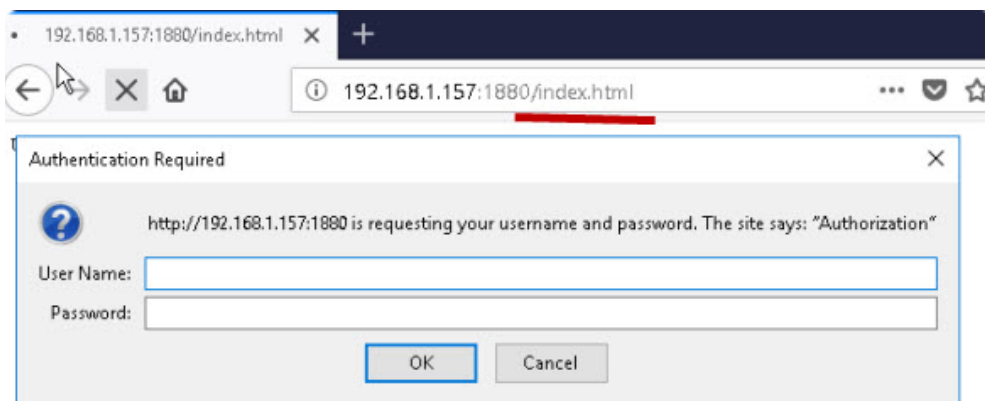 192.168.1.157:1880/index.html
192.168.1.157:1880/index.html
Authentication Required
http://192.168.1.157:1880 is requesting your username and password. The site says: "Authorization"
User Name:
Password:
OK Cancel